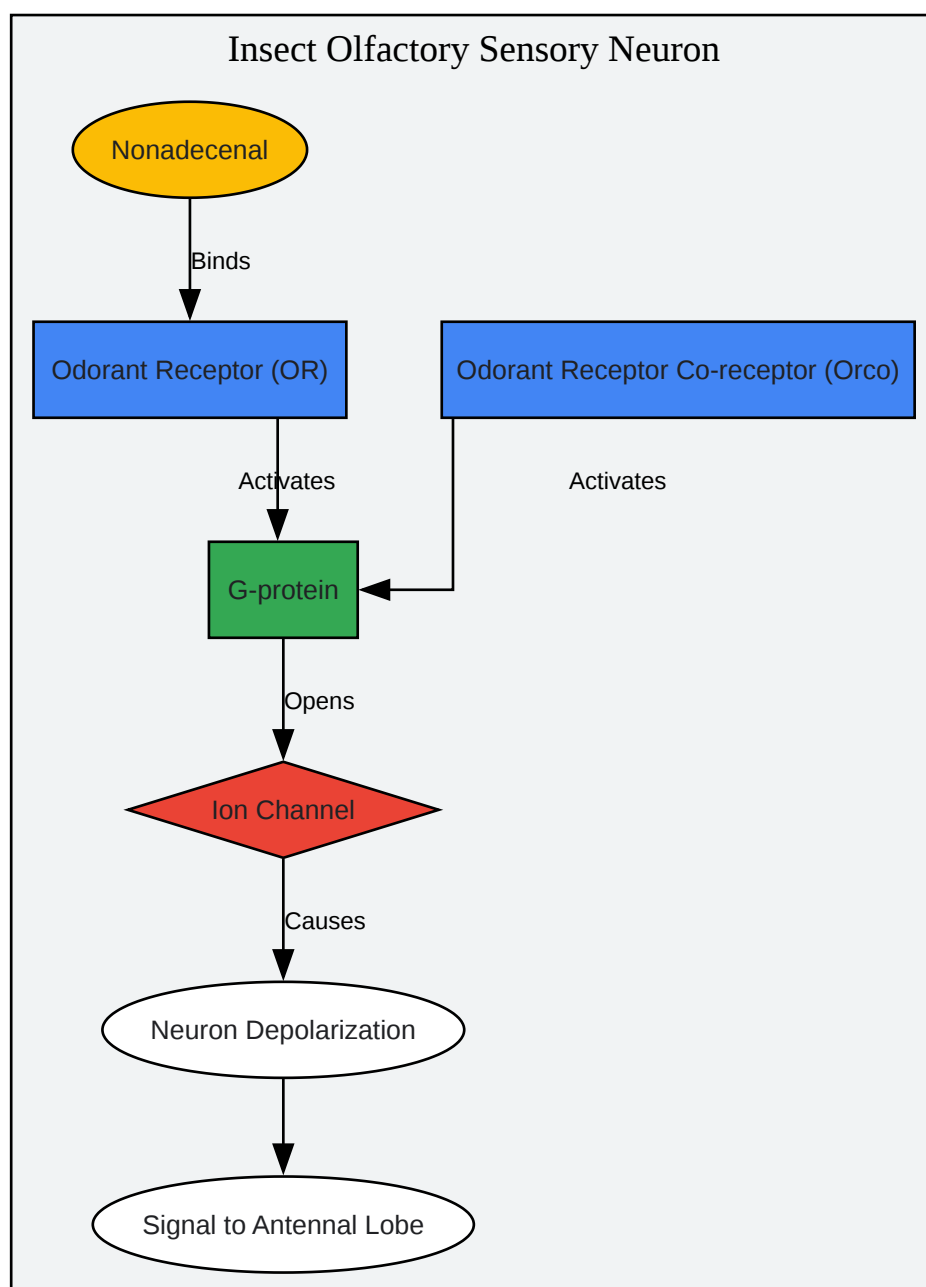 Insect Olfactory Sensory Neuron
Nonadecenal
Binds
Odorant Receptor (OR)
Odorant Receptor Co-receptor (Orco)
Activates
Activates
G-protein
Opens
Ion Channel
Causes
Neuron Depolarization
Signal to Antennal Lobe